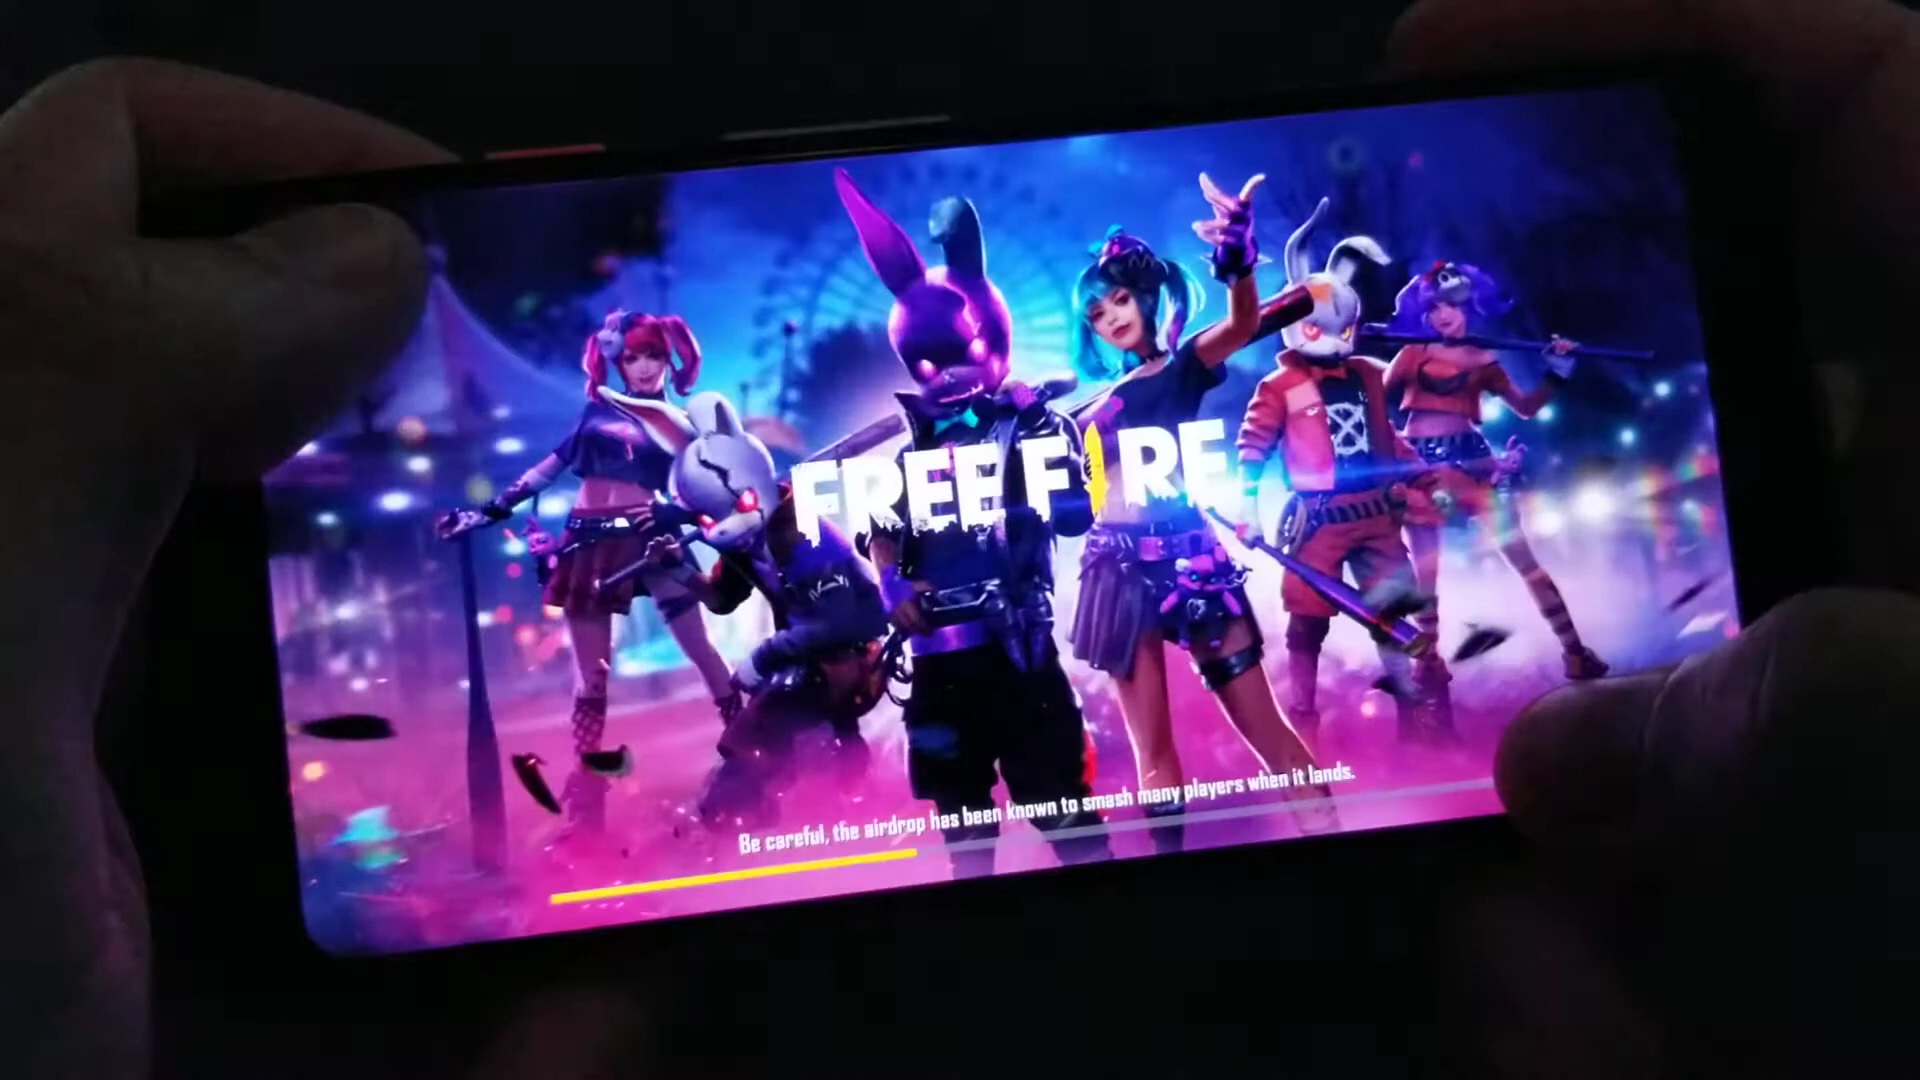 FREE FIRE
Be careful, the airdrop has been known to smash many players when it lands.